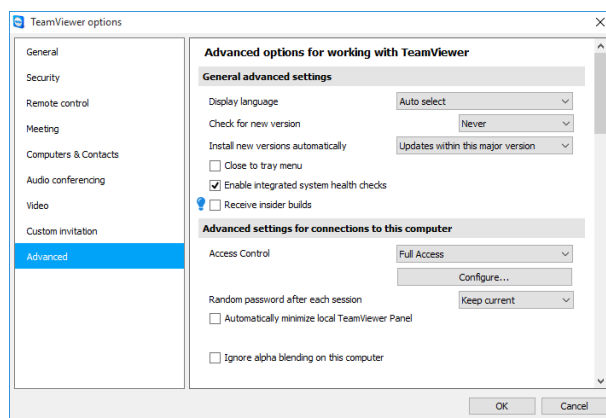 TeamViewer options
General
Security
Remote control
Meeting
Computers & Contacts
Audio conferencing
Video
Custom invitation
Advanced
Advanced options for working with TeamViewer
General advanced settings
Display language Auto select
Check for new version Never
Install new versions automatically Updates within this major version
Close to tray menu
Enable integrated system health checks
Receive insider builds
Advanced settings for connections to this computer
Access Control Full Access
Configure...
Random password after each session Keep current
Automatically minimize local TeamViewer Panel
Ignore alpha blending on this computer
OK Cancel